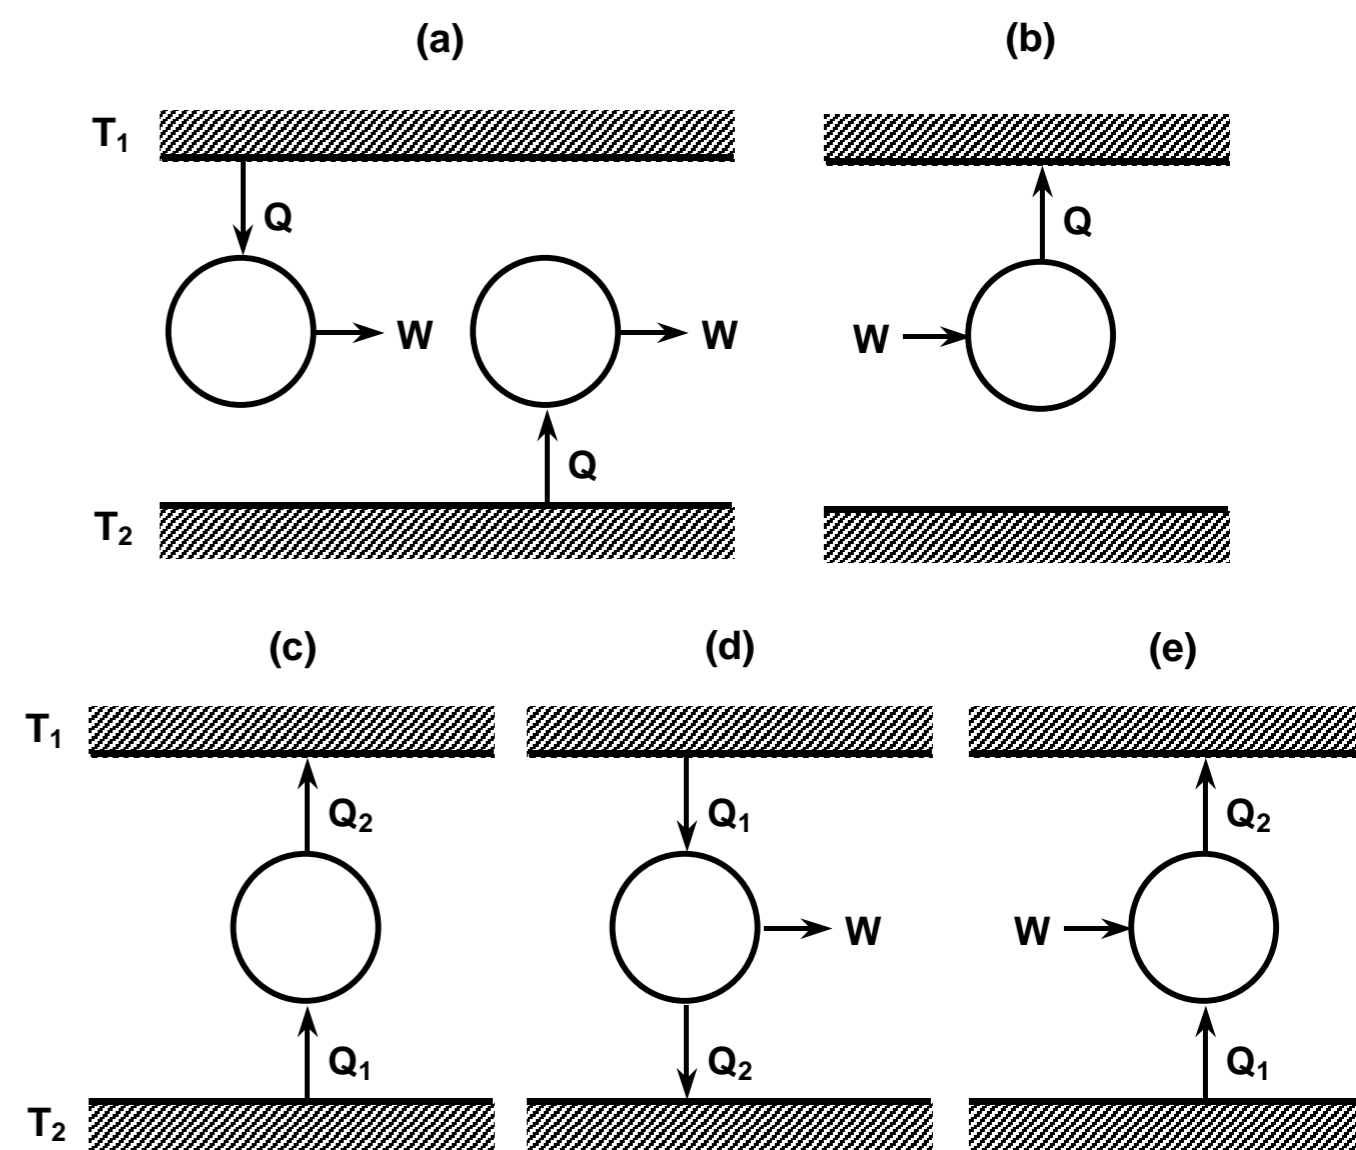 (a) (b)
T₁
Q Q
W W W
Q
T₂
(c) (d) (e)
T₁
Q₂ Q₁ Q₂
W W
Q₁ Q₂ Q₁
T₂